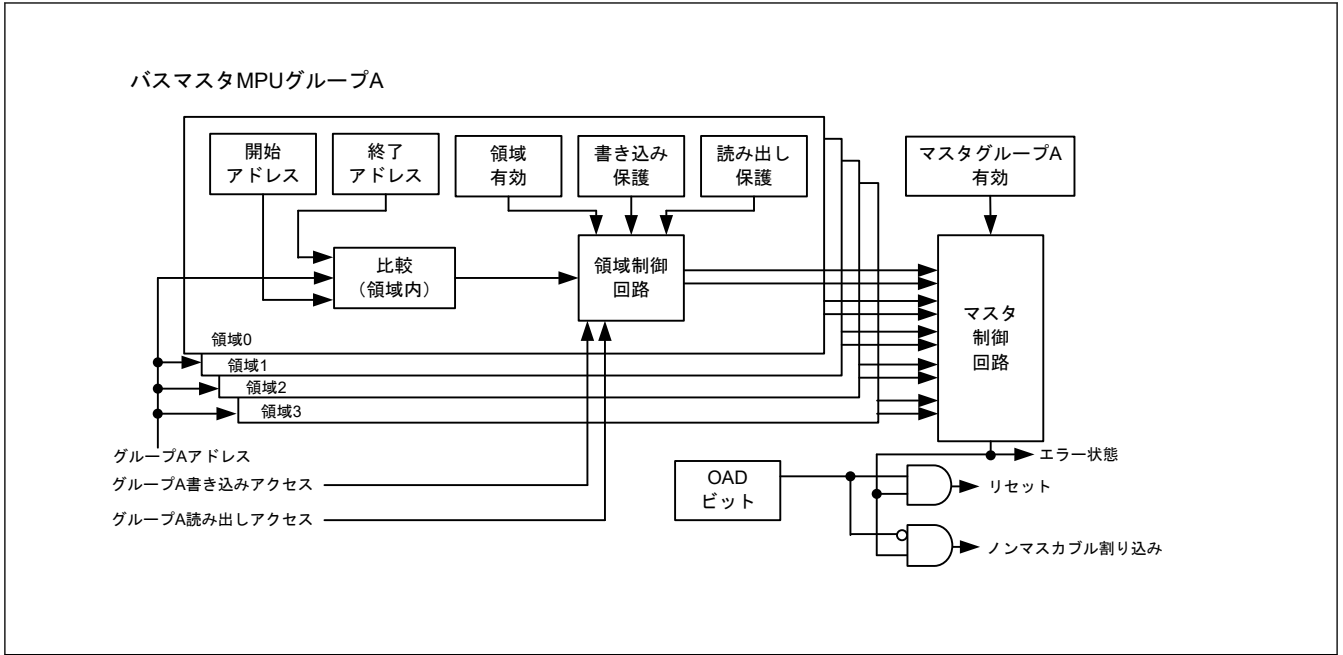 バスマスタMPUグループA
開始
アドレス
終了
アドレス
領域
有効
書き込み
保護
読み出し
保護
マスタグループA
有効
比較
（領域内）
領域制御
回路
マスタ
制御
回路
領域0
領域1
領域2
領域3
グループAアドレス
グループA書き込みアクセス
グループA読み出しアクセス
OAD
ビット
エラー状態
リセット
ノンマスカブル割り込み